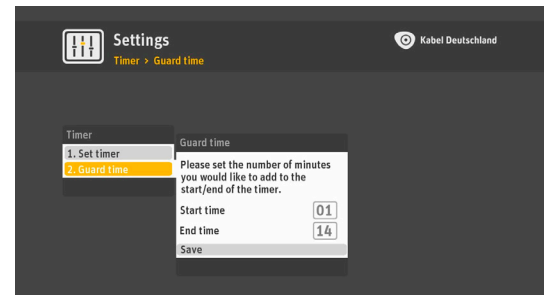 Settings
Timer > Guard time
Kabel Deutschland
Timer
1. Set timer
2. Guard time
Guard time
Please set the number of minutes
you would like to add to the
start/end of the timer.
Start time 01
End time 14
Save